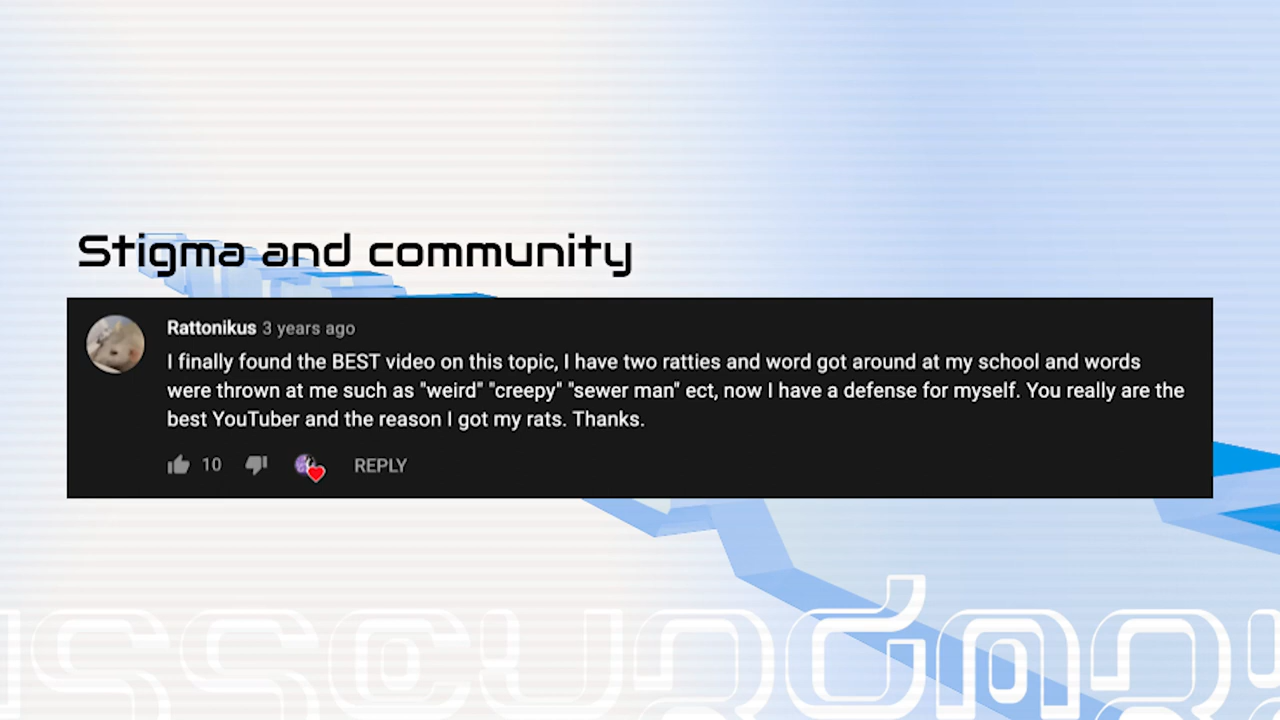 Stigma and community
Rattonikus 3 years ago
I finally found the BEST video on this topic, I have two ratties and word got around at my school and words
were thrown at me such as "weird" "creepy" "sewer man" ect, now I have a defense for myself. You really are the
best YouTuber and the reason I got my rats. Thanks.
10 REPLY